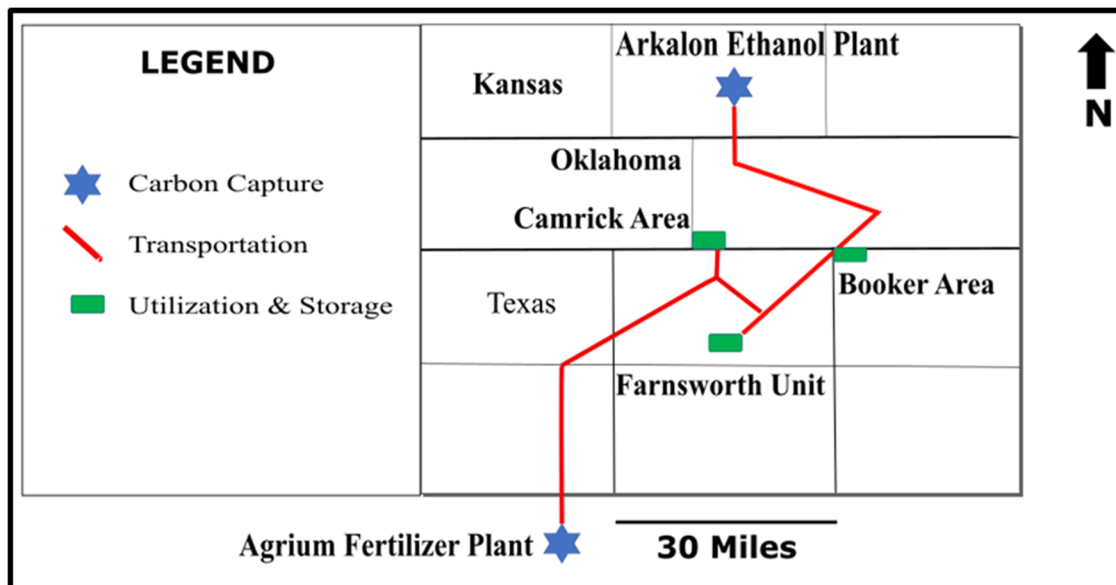 LEGEND
Carbon Capture
Transportation
Utilization & Storage
Arkalon Ethanol Plant
Kansas
N
Oklahoma
Camrick Area
Texas
Booker Area
Farnsworth Unit
Agrium Fertilizer Plant
30 Miles